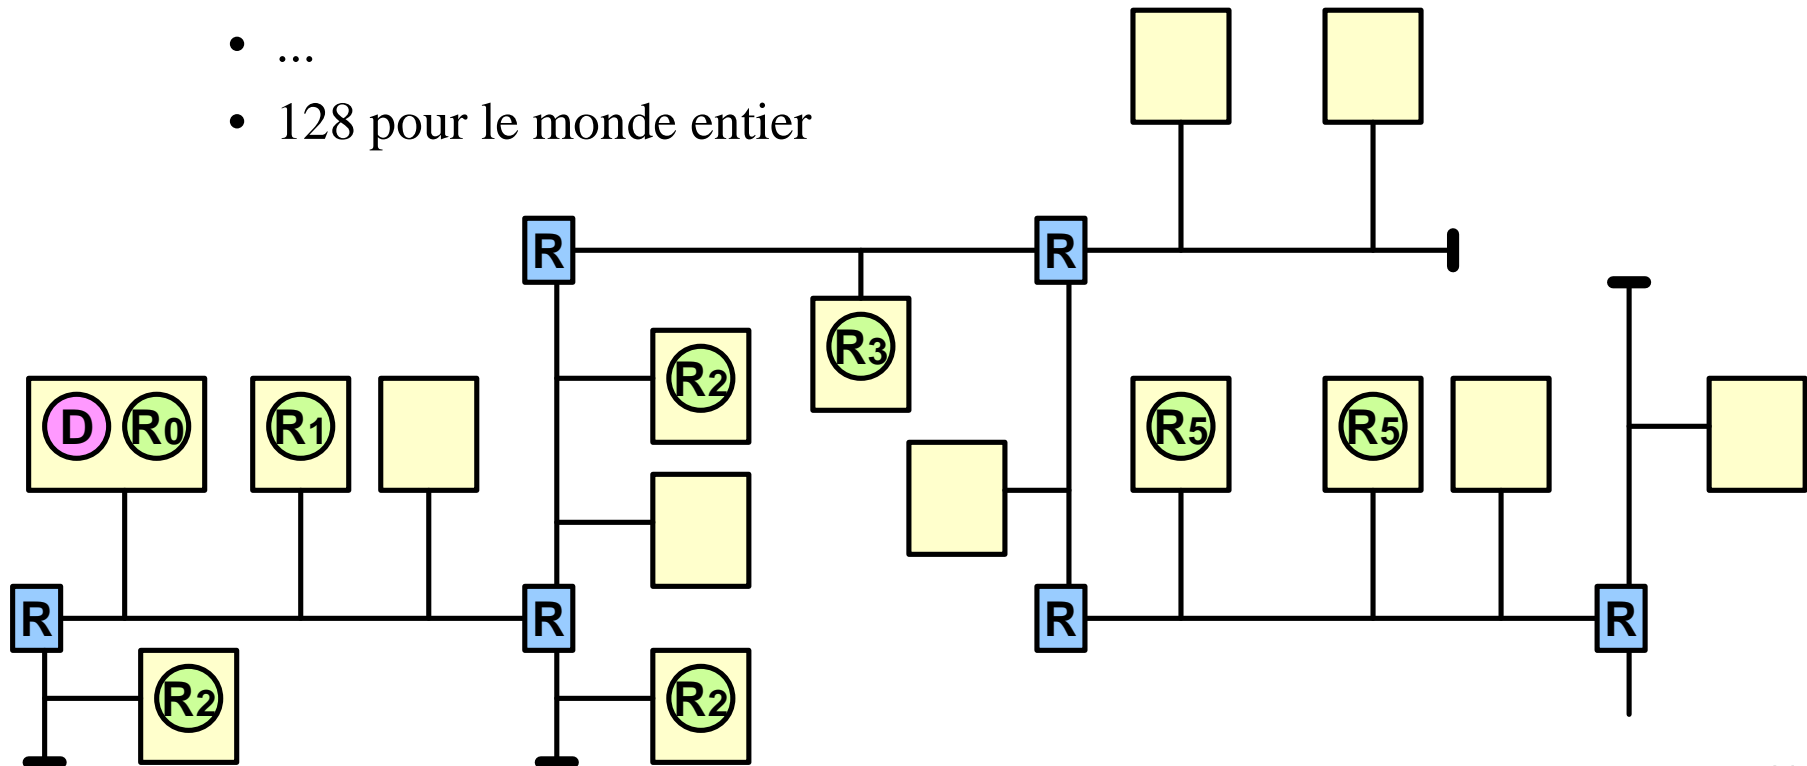 • ...
• 128 pour le monde entier
R R
R3
R2
D R0 R1 R5 R5
R R R R
R2 R2